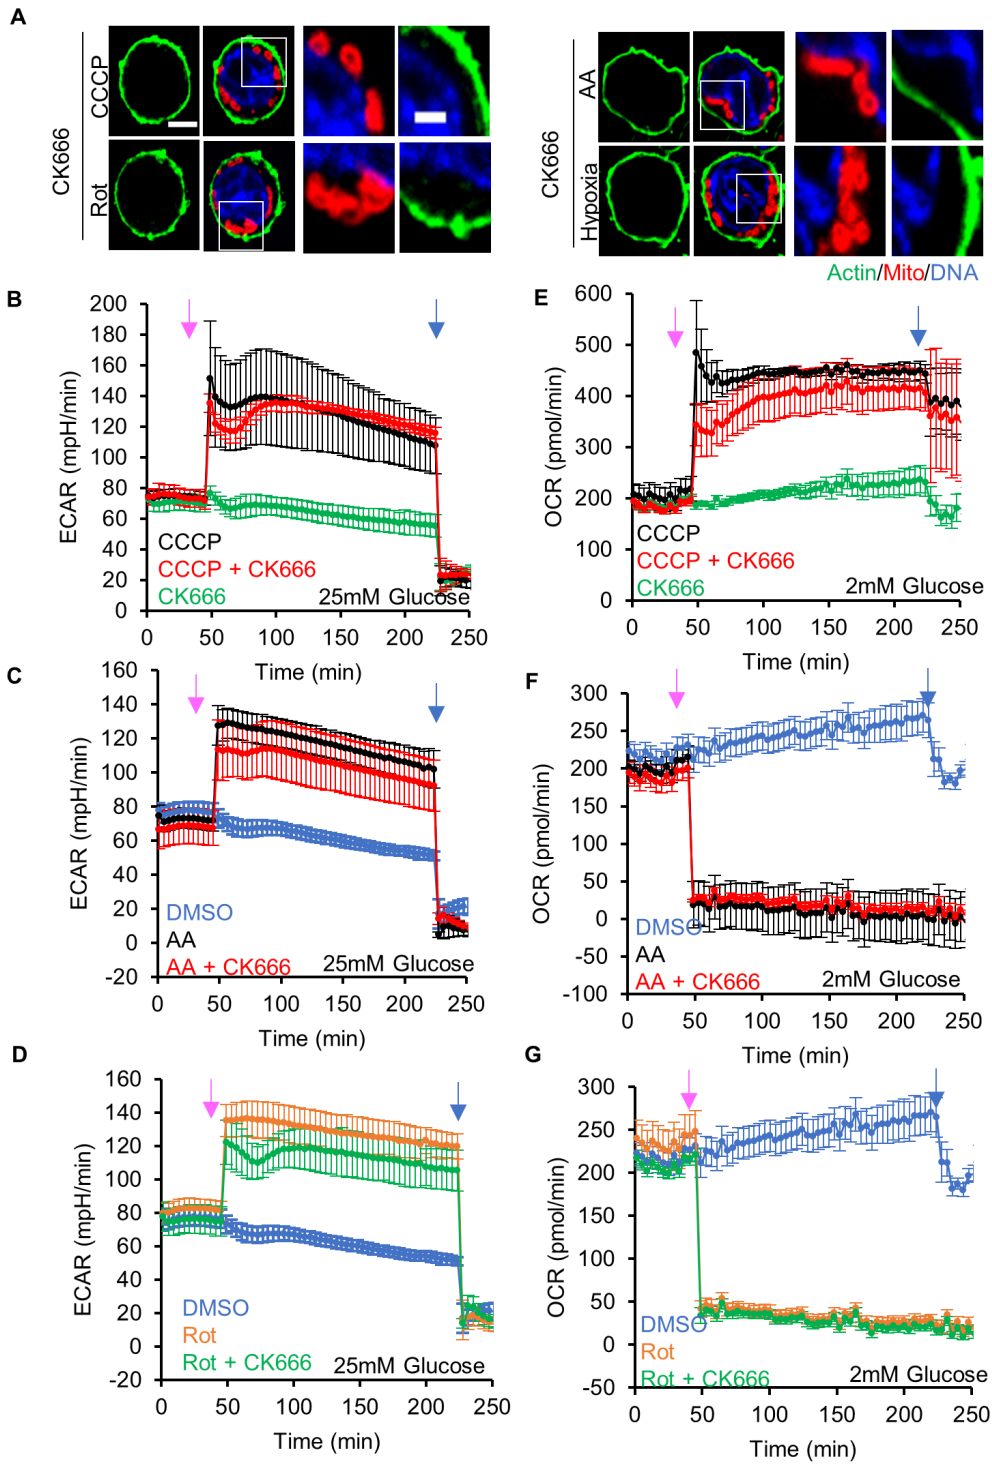 A
CK666
CCCP
Rot
CK666
AA
Hypoxia
Actin/Mito/DNA
B
ECAR (mpH/min)
200
180
160
140
120
100
80
60
40
20
0
CCCP
CCCP + CK666
CK666
25mM Glucose
0 50 100 150 200 250
Time (min)
E
OCR (pmol/min)
600
500
400
300
200
100
0
CCCP
CCCP + CK666
CK666
2mM Glucose
0 50 100 150 200 250
Time (min)
C
ECAR (mpH/min)
160
140
120
100
80
60
40
20
0
-20
DMSO
AA
AA + CK666
25mM Glucose
0 50 100 150 200 250
Time (min)
F
OCR (pmol/min)
300
250
200
150
100
50
0
-50
-100
DMSO
AA
AA + CK666
2mM Glucose
0 50 100 150 200 250
Time (min)
D
ECAR (mpH/min)
160
140
120
100
80
60
40
20
0
-20
DMSO
Rot
Rot + CK666
25mM Glucose
0 50 100 150 200 250
Time (min)
G
OCR (pmol/min)
300
250
200
150
100
50
0
-50
DMSO
Rot
Rot + CK666
2mM Glucose
0 50 100 150 200 250
Time (min)